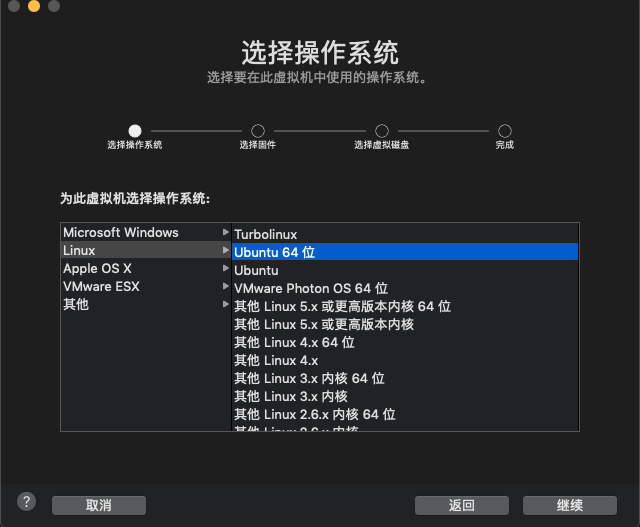 选择操作系统
选择要在此虚拟机中使用的操作系统。
选择操作系统
选择固件
选择虚拟磁盘
完成
为此虚拟机选择操作系统:
Microsoft Windows
Linux
Apple OS X
VMware ESX
其他
Turbolinux
Ubuntu 64 位
Ubuntu
VMware Photon OS 64 位
其他 Linux 5.x 或更高版本内核 64 位
其他 Linux 5.x 或更高版本内核
其他 Linux 4.x 64 位
其他 Linux 4.x
其他 Linux 3.x 内核 64 位
其他 Linux 3.x 内核
其他 Linux 2.6.x 内核 64 位
其他 Linux 2.6.x 内核
?
取消
返回
继续